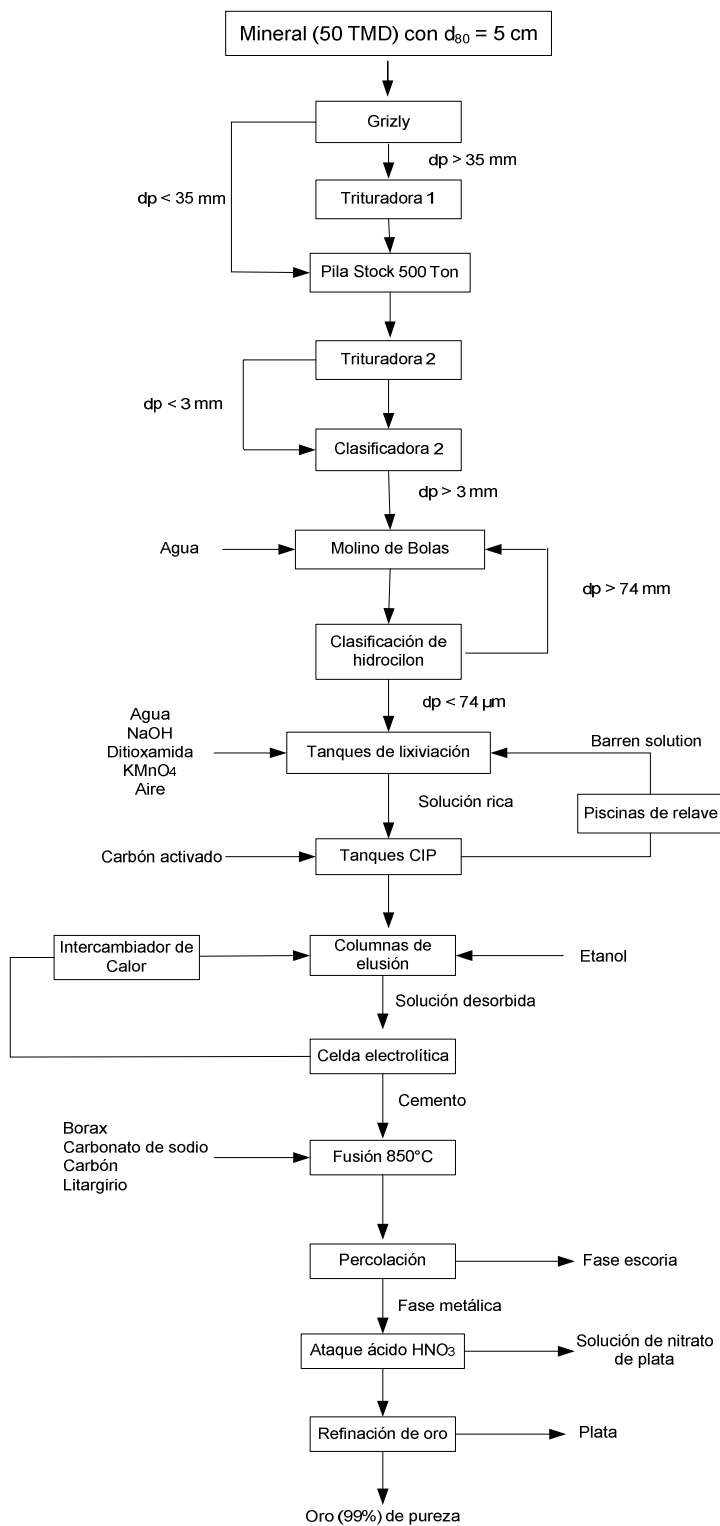 Mineral (50 TMD) con d80 = 5 cm
Grizly
dp > 35 mm
dp < 35 mm
Trituradora 1
Pila Stock 500 Ton
Trituradora 2
dp < 3 mm
Clasificadora 2
dp > 3 mm
Agua
Molino de Bolas
dp > 74 mm
Clasificación de
hidrocilon
dp < 74 µm
Agua
NaOH
Ditioxamida
KMnO4
Aire
Tanques de lixiviación
Barren solution
Solución rica
Piscinas de relave
Carbón activado
Tanques CIP
Intercambiador de
Calor
Columnas de
elusión
Etanol
Solución desorbida
Celda electrolítica
Cemento
Borax
Carbonato de sodio
Carbón
Litargirio
Fusión 850°C
Percolación
Fase escoria
Fase metálica
Ataque ácido HNO3
Solución de nitrato
de plata
Refinación de oro
Plata
Oro (99%) de pureza